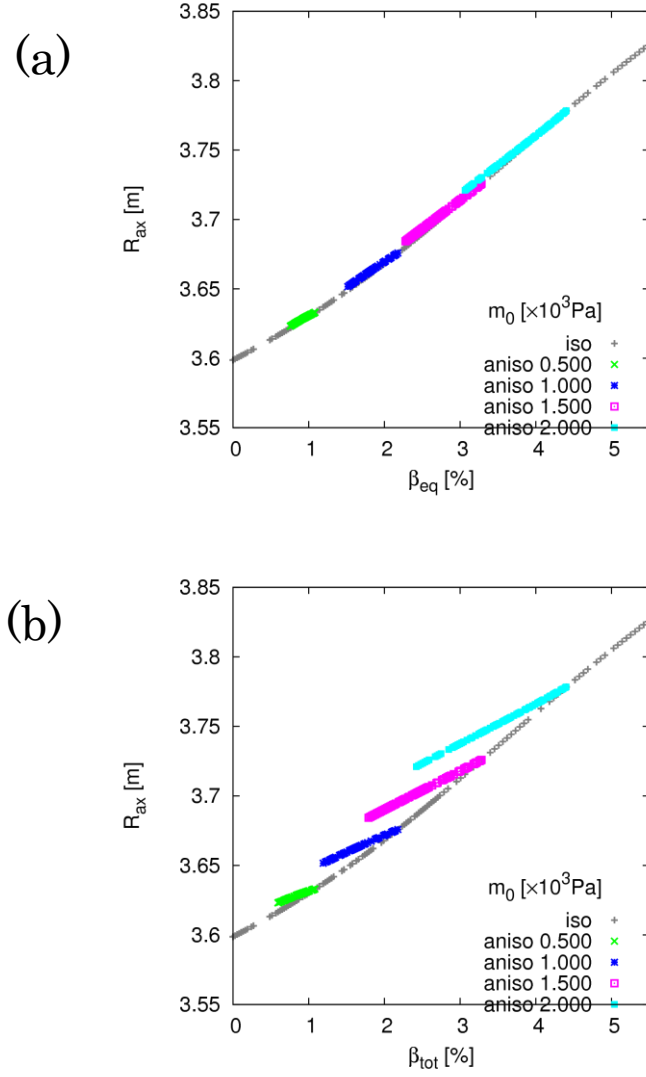 (a)
3.85
3.8
3.75
3.7
3.65
3.6
3.55
R_ax [m]
0 1 2 3 4 5
β_eq [%]
m_0 [×10^3Pa]
iso
aniso 0.500
aniso 1.000
aniso 1.500
aniso 2.000
(b)
3.85
3.8
3.75
3.7
3.65
3.6
3.55
R_ax [m]
0 1 2 3 4 5
β_tot [%]
m_0 [×10^3Pa]
iso
aniso 0.500
aniso 1.000
aniso 1.500
aniso 2.000